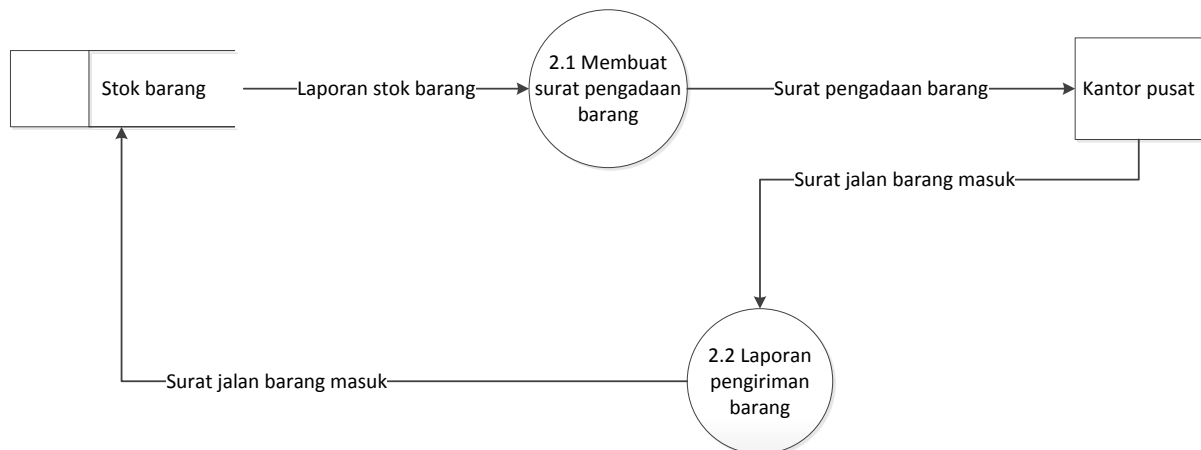 Stok barang
Laporan stok barang
2.1 Membuat
surat pengadaan
barang
Surat pengadaan barang
Kantor pusat
Surat jalan barang masuk
2.2 Laporan
pengiriman
barang
Surat jalan barang masuk